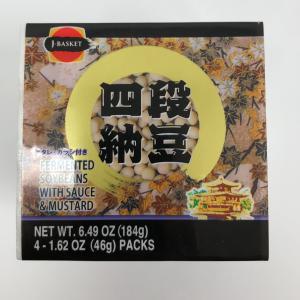 J-BASKET
四段
納豆
タレ・カラシ付き
FERMENTED
SOYBEANS
WITH SAUCE
& MUSTARD
NET WT. 6.49 OZ (184g)
4 - 1.62 OZ (46g) PACKS